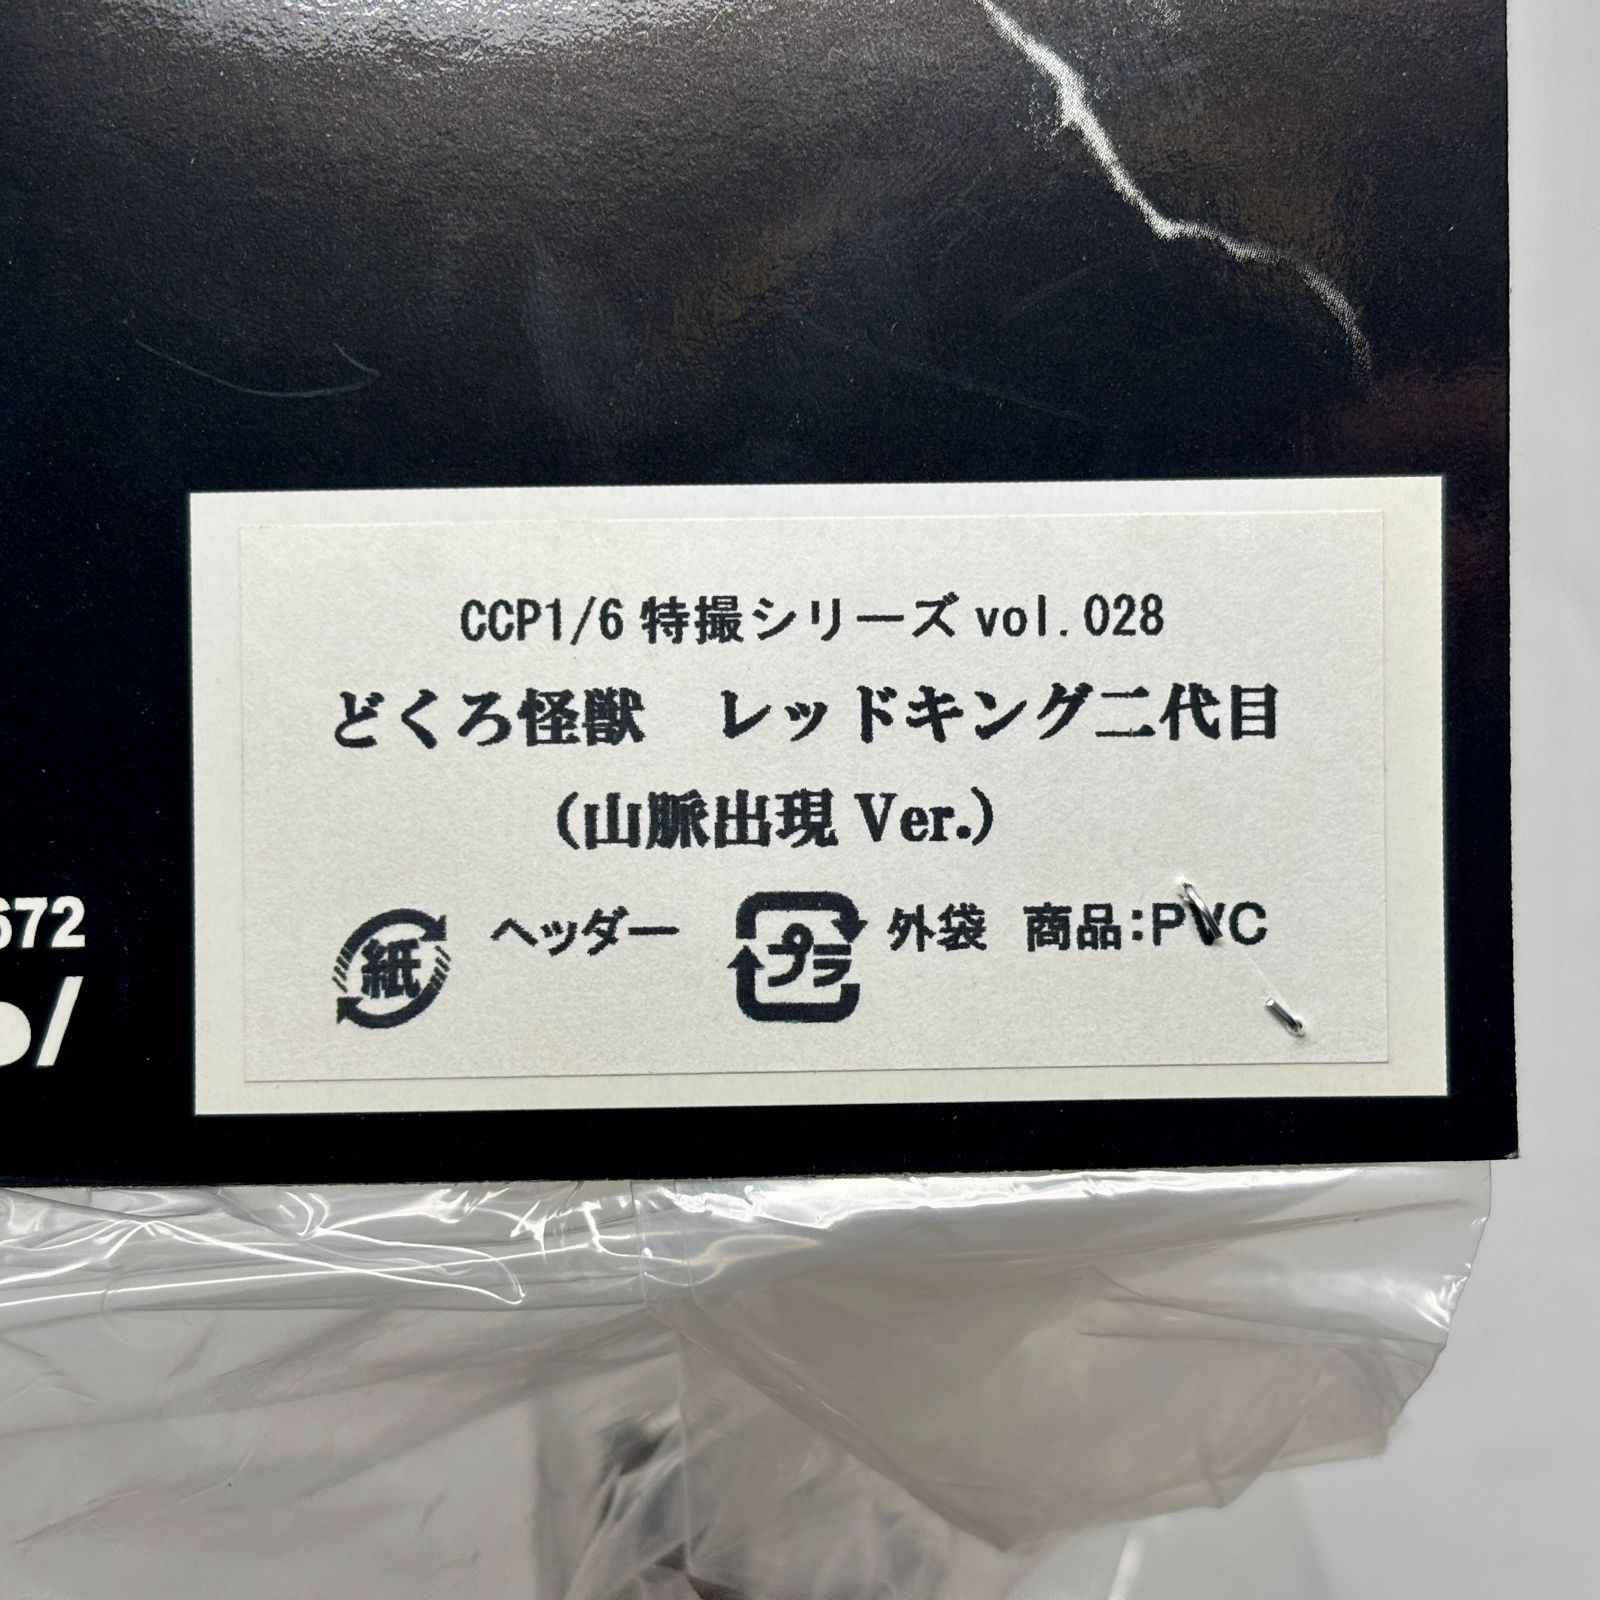 CCP1/6 特撮シリーズ vol.028
どくろ怪獣 レッドキング二代目
(山脈出現 Ver.)
紙 ヘッダー プラ 外袋 商品:PVC
672
/